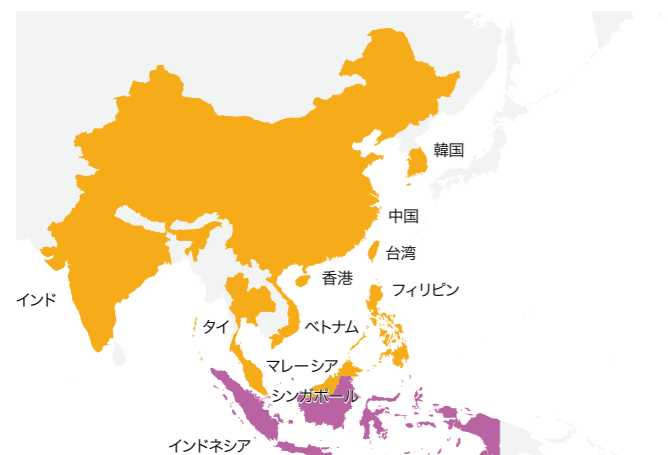 韓国
中国
台湾
香港
フィリピン
インド
タイ
ベトナム
マレーシア
シンガポール
インドネシア